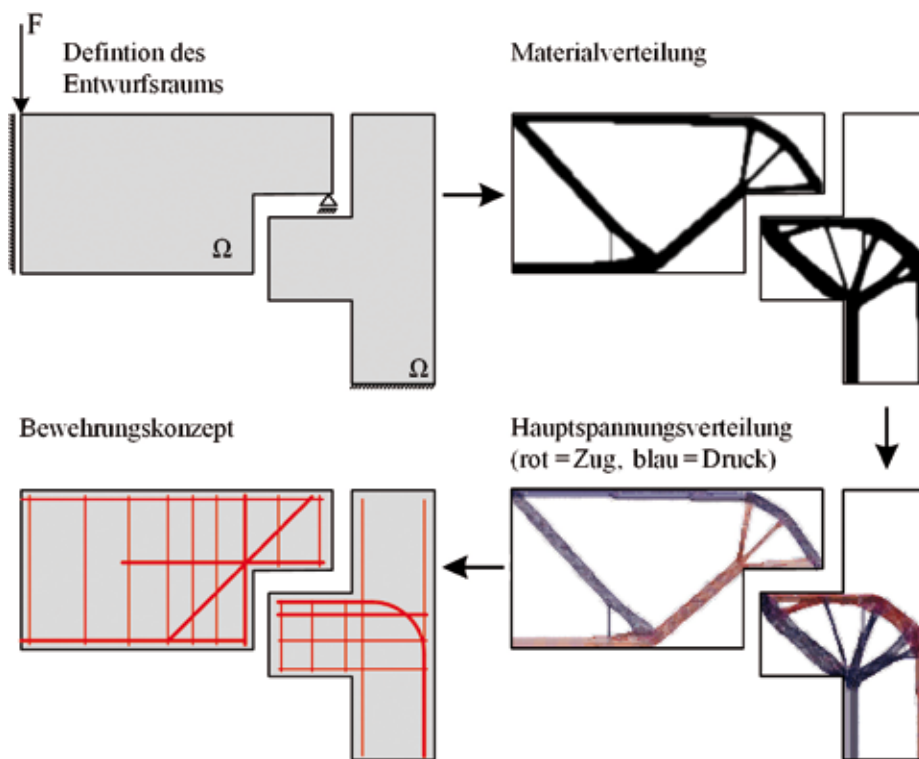 F
Defintion des
Entwurfsraums
Ω
Ω
Materialverteilung
Hauptspannungsverteilung
(rot = Zug, blau = Druck)
Bewehrungskonzept